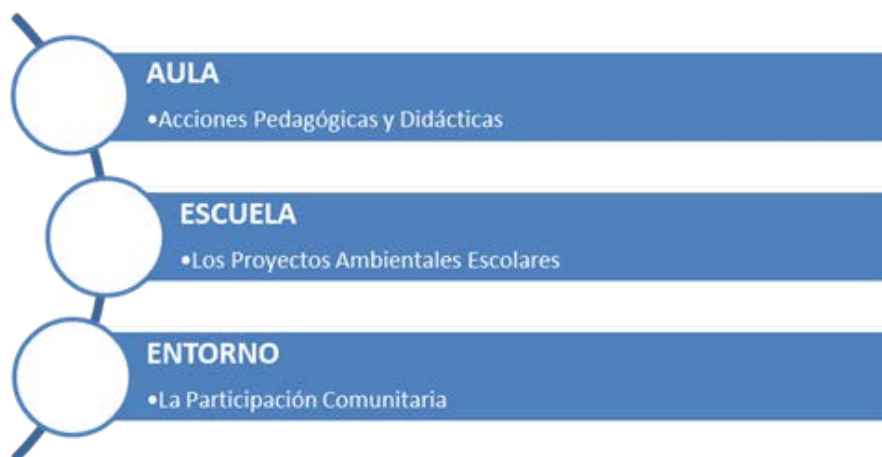 AULA
•Acciones Pedagógicas y Didácticas
ESCUELA
•Los Proyectos Ambientales Escolares
ENTORNO
•La Participación Comunitaria